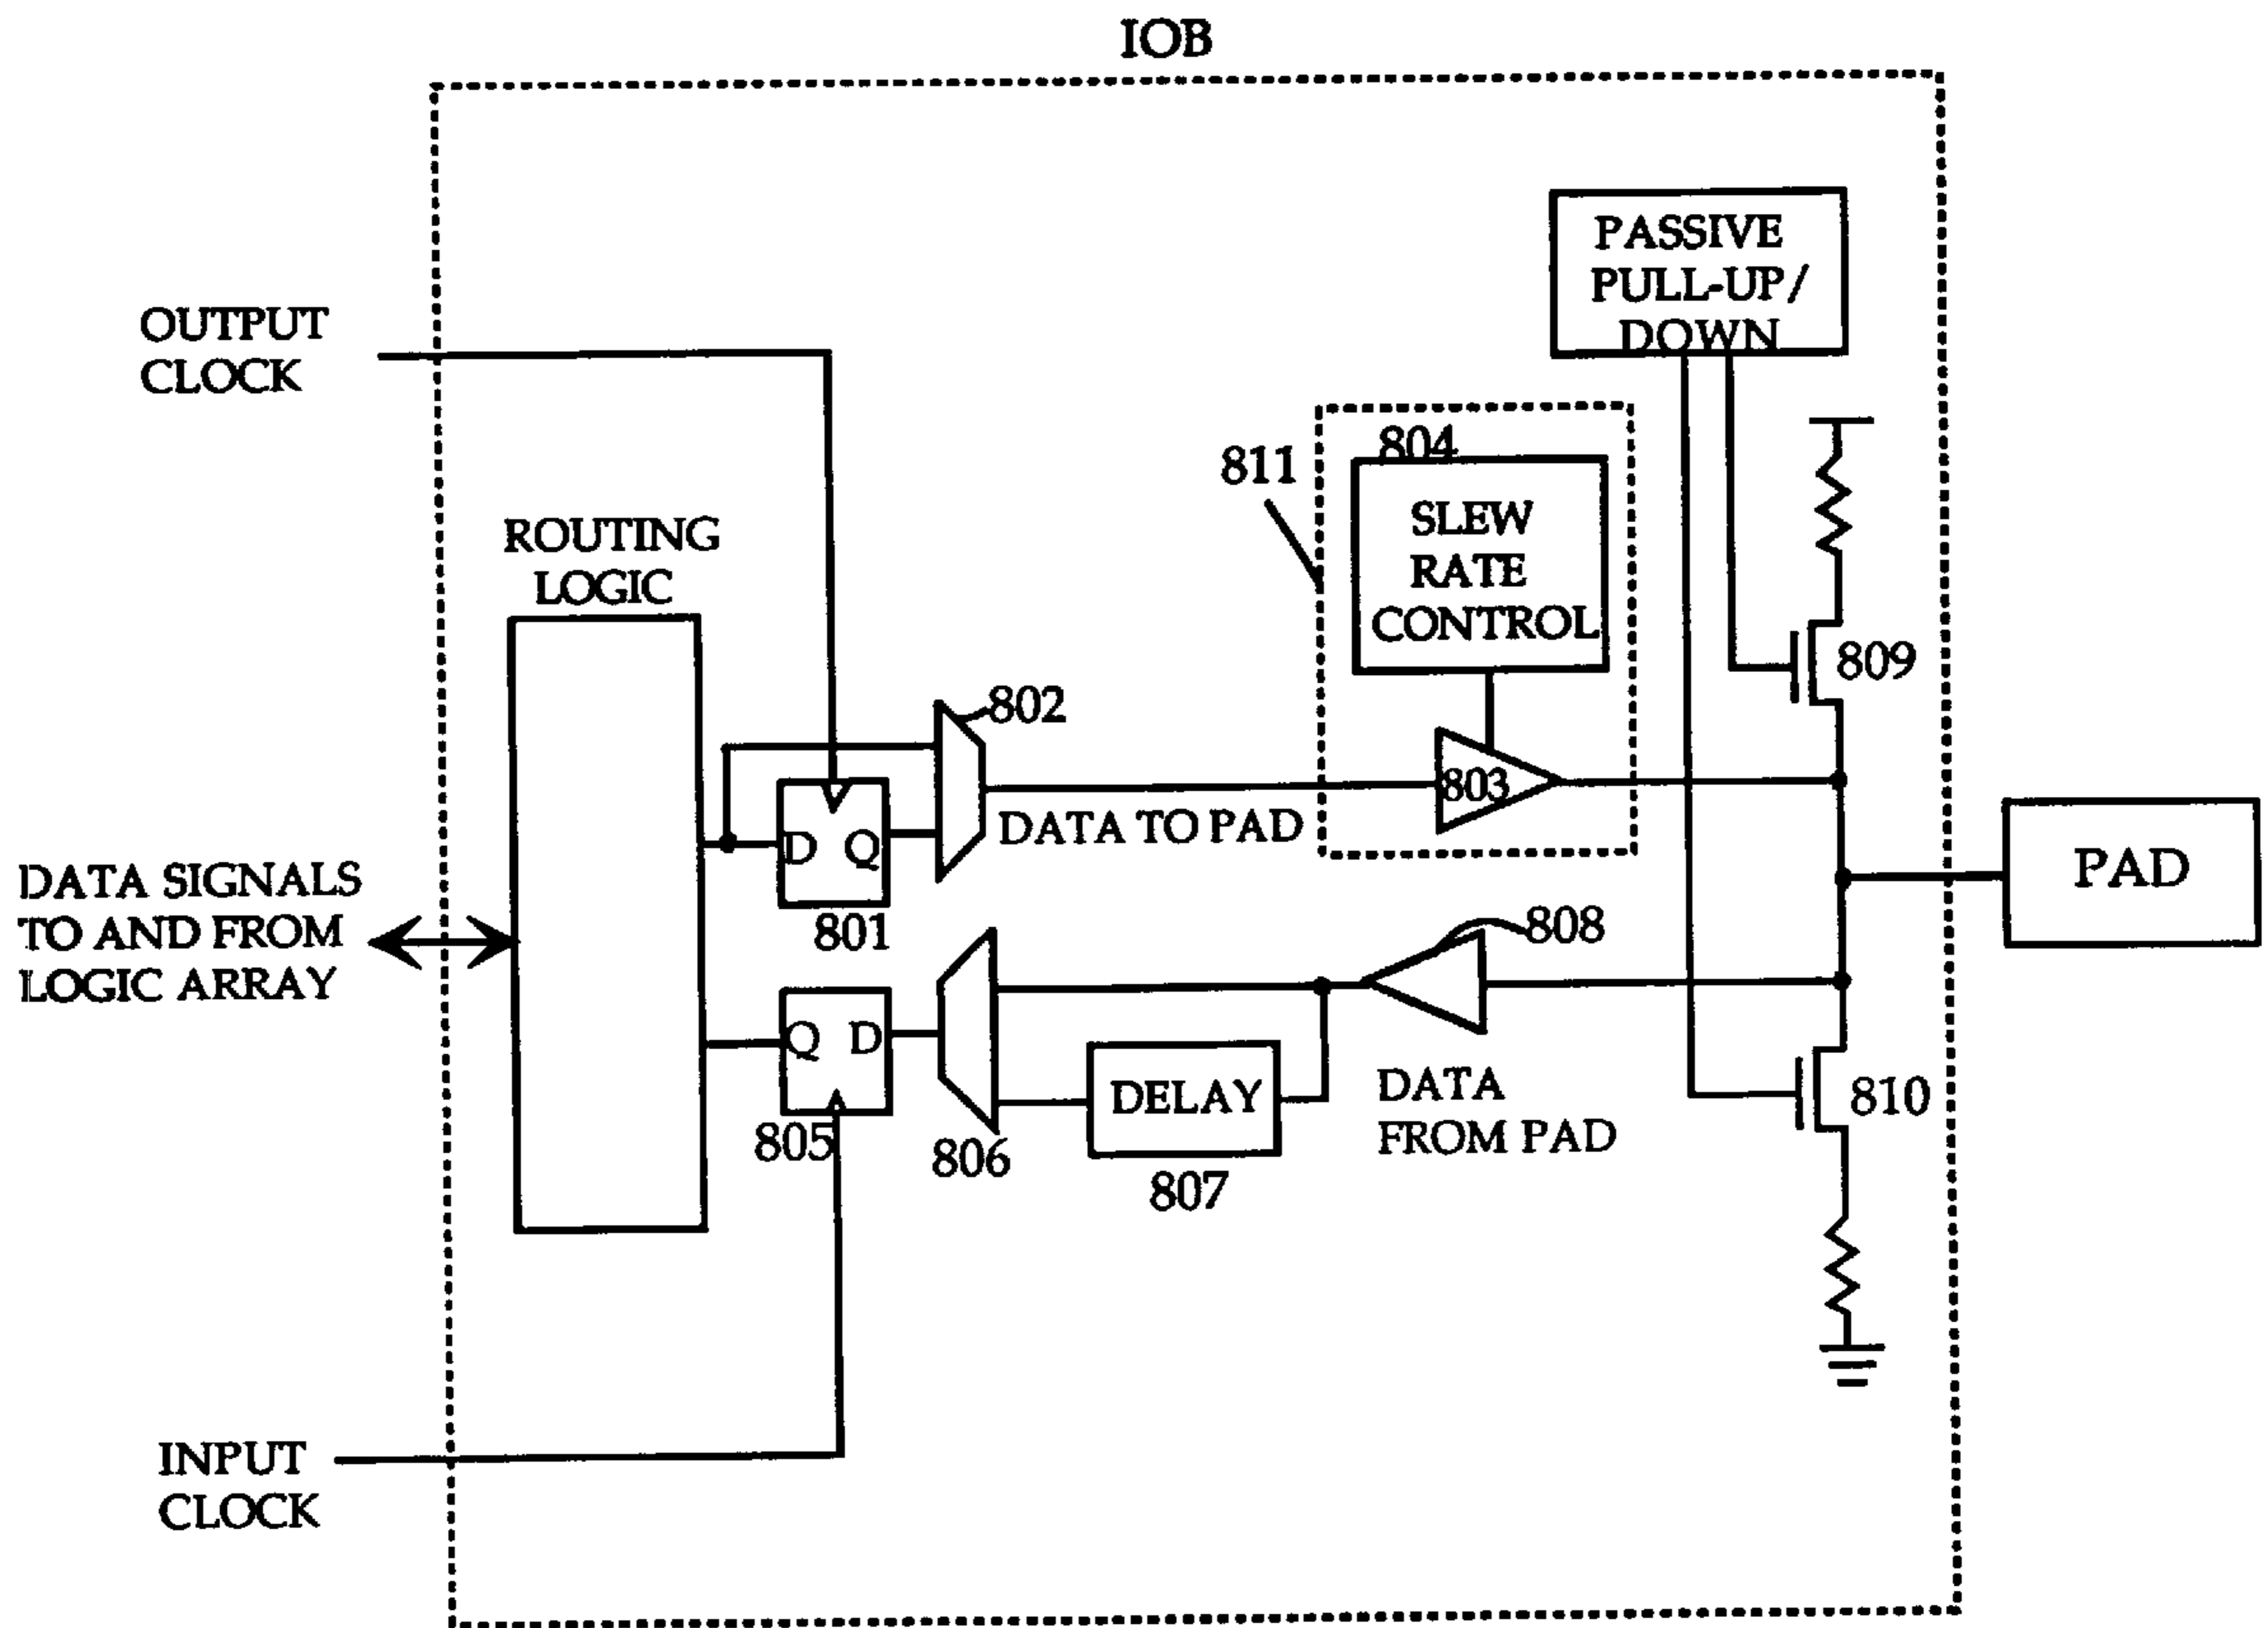 IOB
PASSIVE
PULL-UP/
DOWN
OUTPUT
CLOCK
804
811
SLEW
RATE
CONTROL
ROUTING
LOGIC
809
802
803
DATA TO PAD
D Q
PAD
DATA SIGNALS
TO AND FROM
LOGIC ARRAY
801
808
Q D
DELAY
DATA
FROM PAD
810
805
806
807
INPUT
CLOCK